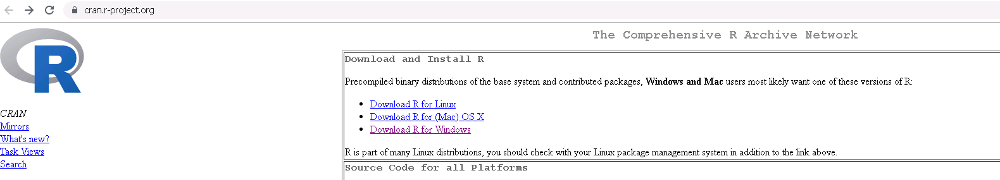 cran.r-project.org
R
The Comprehensive R Archive Network
Download and Install R
Precompiled binary distributions of the base system and contributed packages, Windows and Mac users most likely want one of these versions of R:
Download R for Linux
Download R for (Mac) OS X
Download R for Windows
R is part of many Linux distributions, you should check with your Linux package management system in addition to the link above.
Source Code for all Platforms
CRAN
Mirrors
What's new?
Task Views
Search